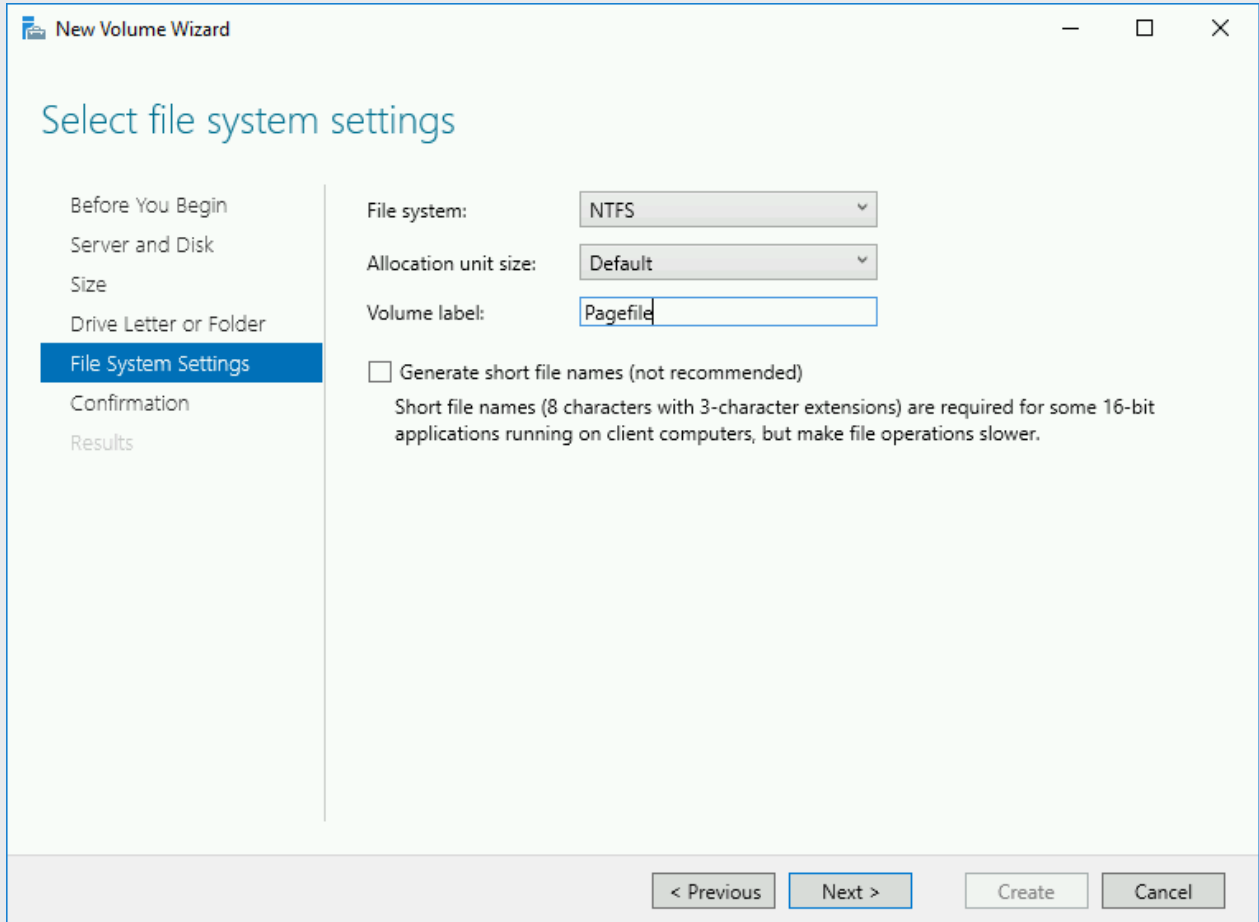 New Volume Wizard
Select file system settings
Before You Begin
Server and Disk
Size
Drive Letter or Folder
File System Settings
Confirmation
Results
File system:
NTFS
Allocation unit size:
Default
Volume label:
Pagefile
Generate short file names (not recommended)
Short file names (8 characters with 3-character extensions) are required for some 16-bit
applications running on client computers, but make file operations slower.
< Previous
Next >
Create
Cancel